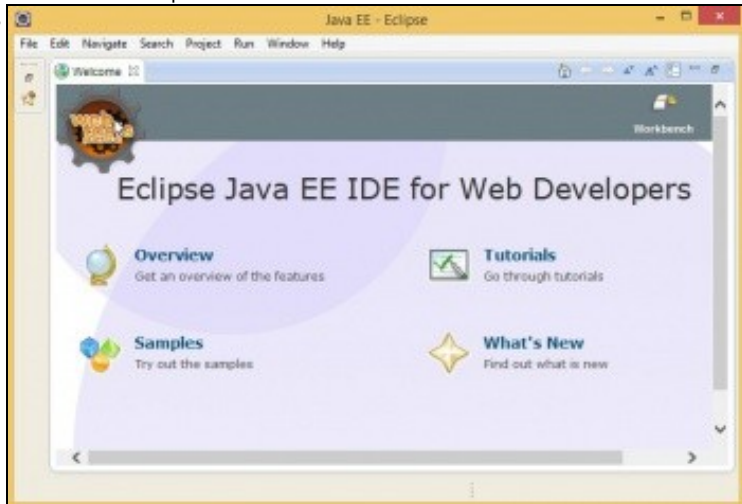 Java EE - Eclipse
File Edit Navigate Search Project Run Window Help
Welcome
Workbench
Eclipse Java EE IDE for Web Developers
Overview
Get an overview of the features
Tutorials
Go through tutorials
Samples
Try out the samples
What's New
Find out what is new